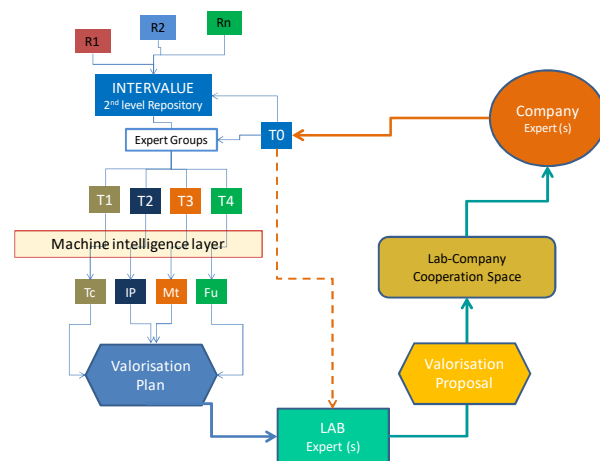 R1
R2
Rn
INTERVALUE
2nd level Repository
Expert Groups
T0
Company
Expert (s)
T1
T2
T3
T4
Machine intelligence layer
Lab-Company
Cooperation Space
Tc
IP
Mt
Fu
Valorisation
Plan
Valorisation
Proposal
LAB
Expert (s)